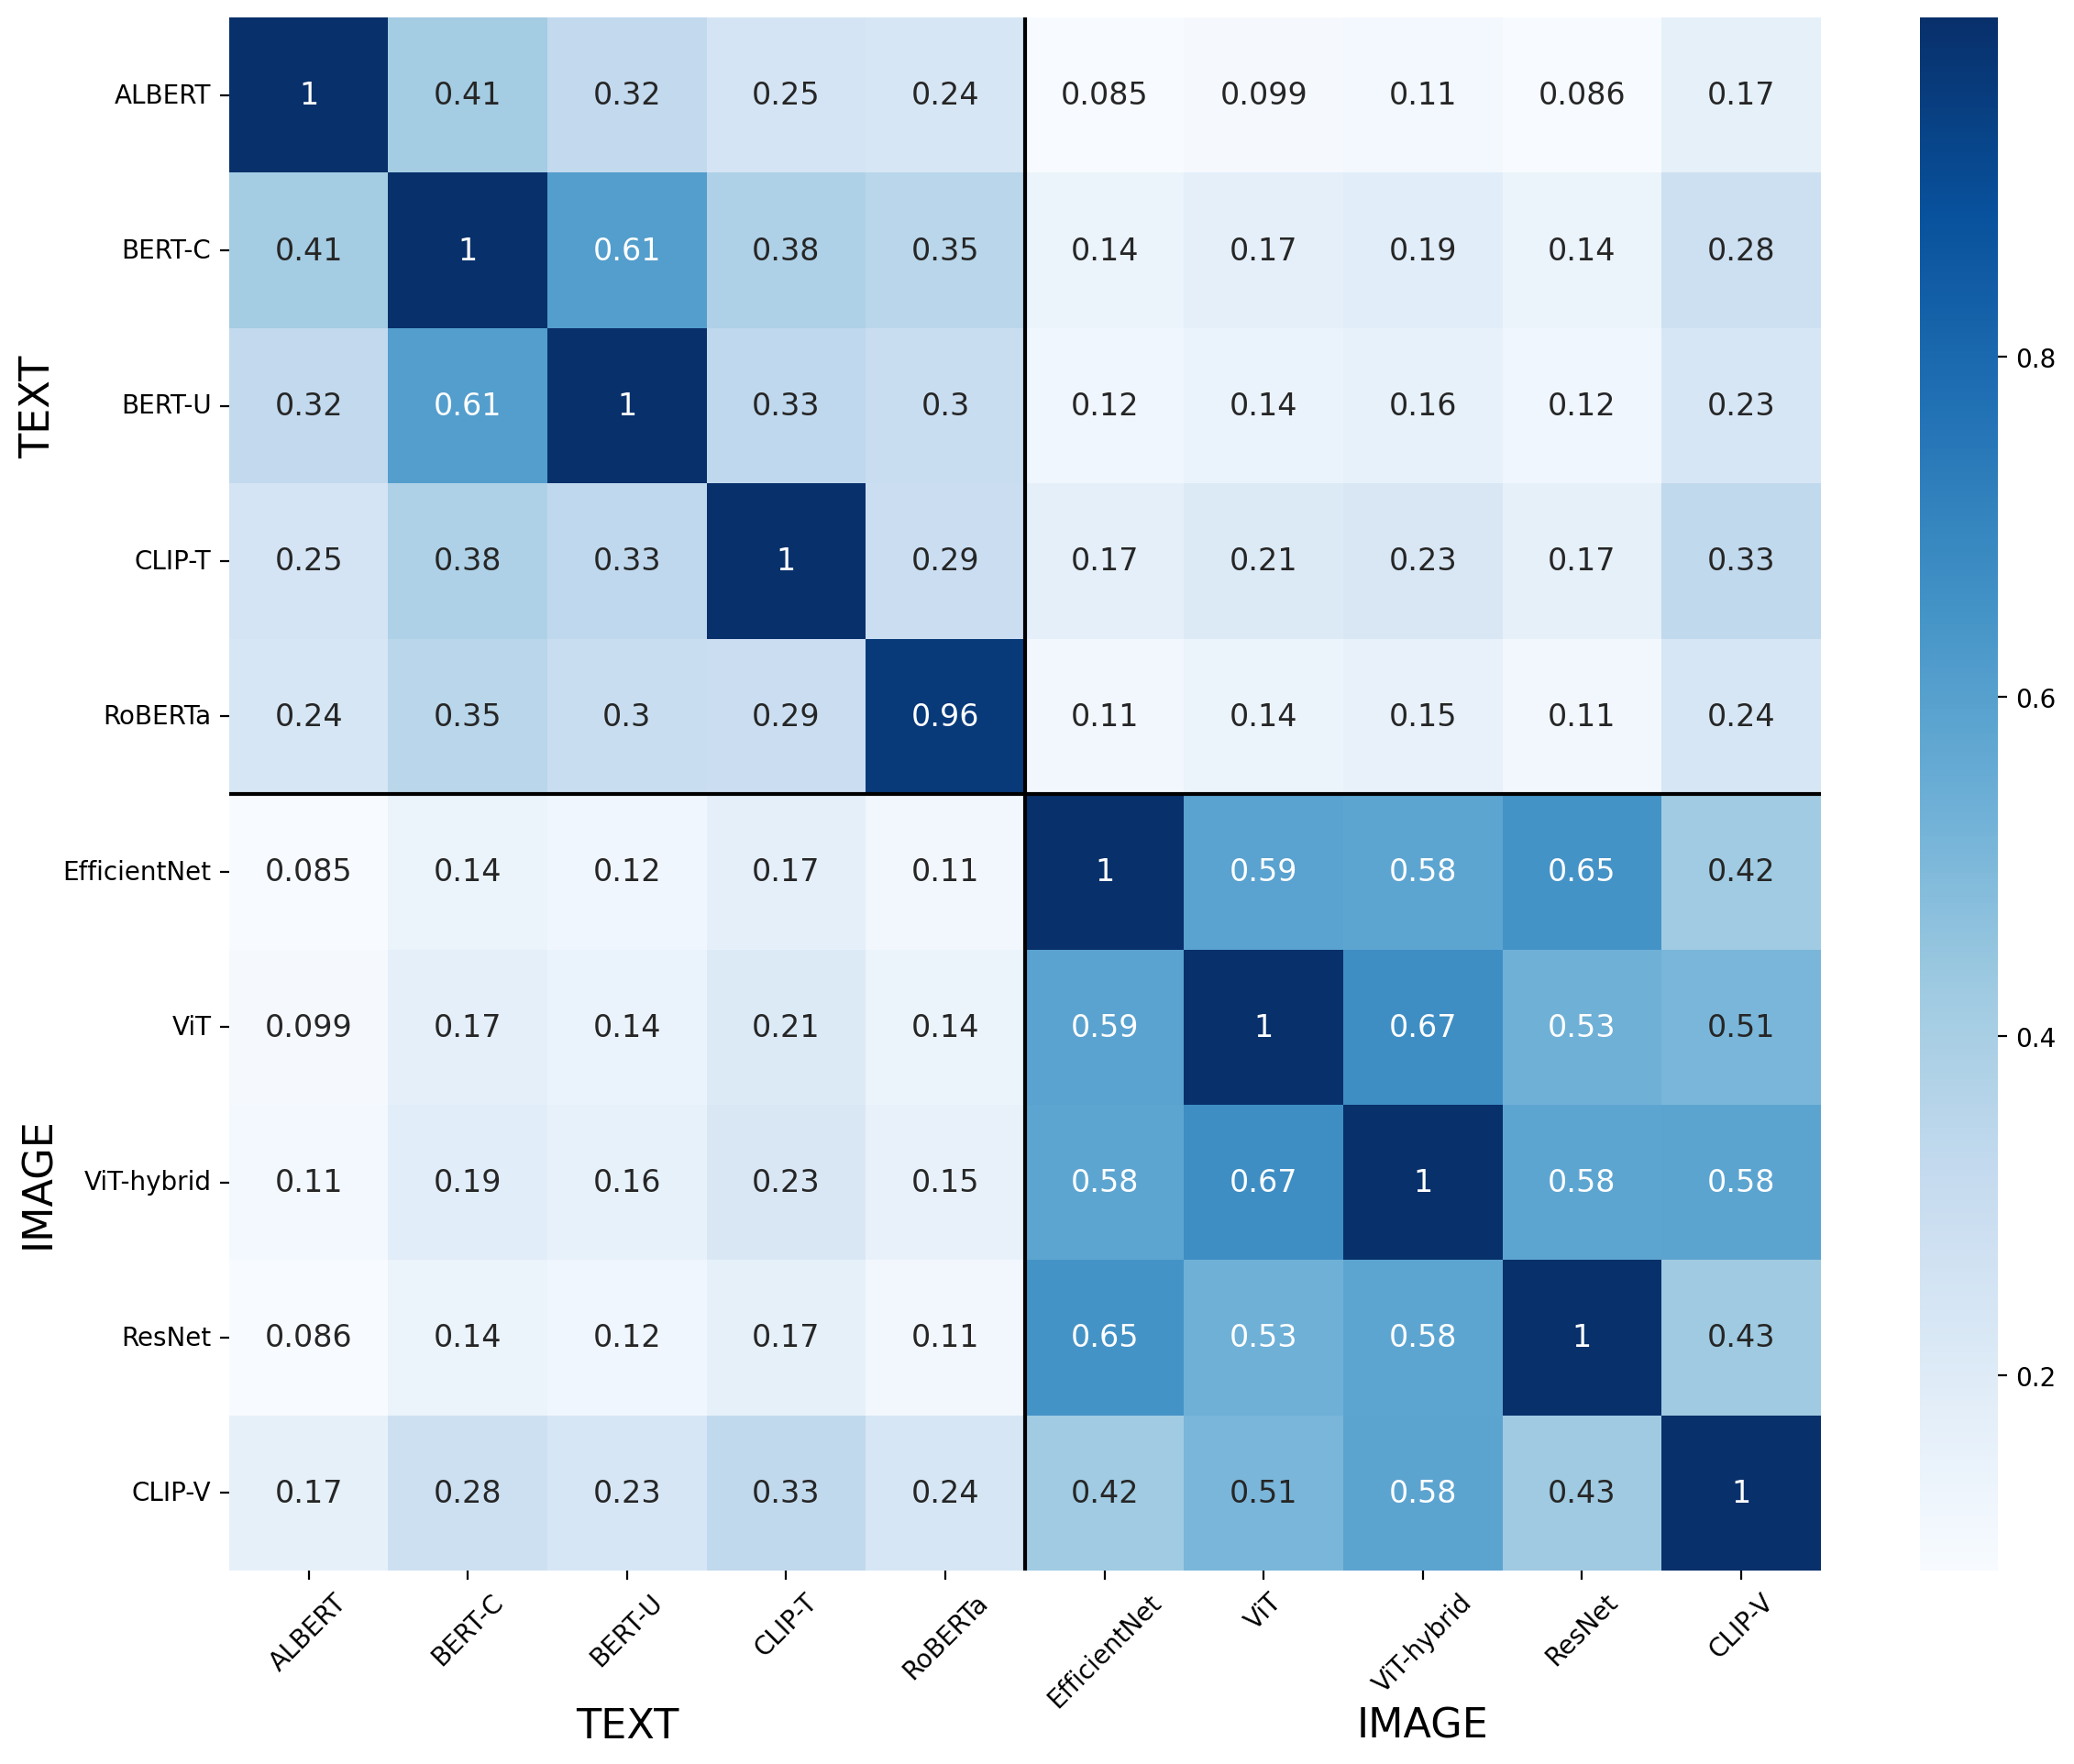 ALBERT 1 0.41 0.32 0.25 0.24 0.085 0.099 0.11 0.086 0.17
BERT-C 0.41 1 0.61 0.38 0.35 0.14 0.17 0.19 0.14 0.28
BERT-U 0.32 0.61 1 0.33 0.3 0.12 0.14 0.16 0.12 0.23
CLIP-T 0.25 0.38 0.33 1 0.29 0.17 0.21 0.23 0.17 0.33
RoBERTa 0.24 0.35 0.3 0.29 0.96 0.11 0.14 0.15 0.11 0.24
EfficientNet 0.085 0.14 0.12 0.17 0.11 1 0.59 0.58 0.65 0.42
ViT 0.099 0.17 0.14 0.21 0.14 0.59 1 0.67 0.53 0.51
ViT-hybrid 0.11 0.19 0.16 0.23 0.15 0.58 0.67 1 0.58 0.58
ResNet 0.086 0.14 0.12 0.17 0.11 0.65 0.53 0.58 1 0.43
CLIP-V 0.17 0.28 0.23 0.33 0.24 0.42 0.51 0.58 0.43 1
TEXT
IMAGE
ALBERT BERT-C BERT-U CLIP-T RoBERTa EfficientNet ViT ViT-hybrid ResNet CLIP-V
TEXT IMAGE
0.8
0.6
0.4
0.2